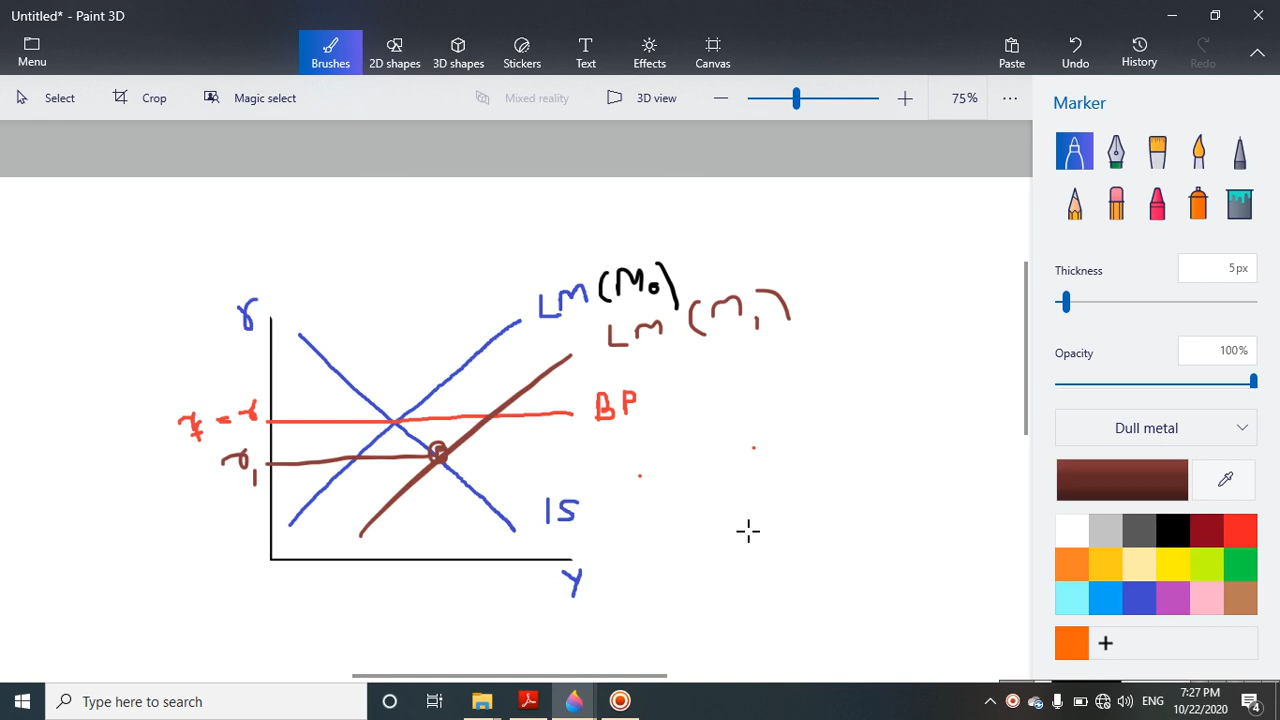 Untitled* - Paint 3D
Menu
Brushes
2D shapes
3D shapes
Stickers
Text
Effects
Canvas
Paste
Undo
History
Redo
Select
Crop
Magic select
Mixed reality
3D view
75%
Marker
Thickness
5px
Opacity
100%
Dull metal
r
LM (M₀)
LM (M₁)
BP
r₁
IS
Y
Type here to search
ENG
7:27 PM
10/22/2020
4